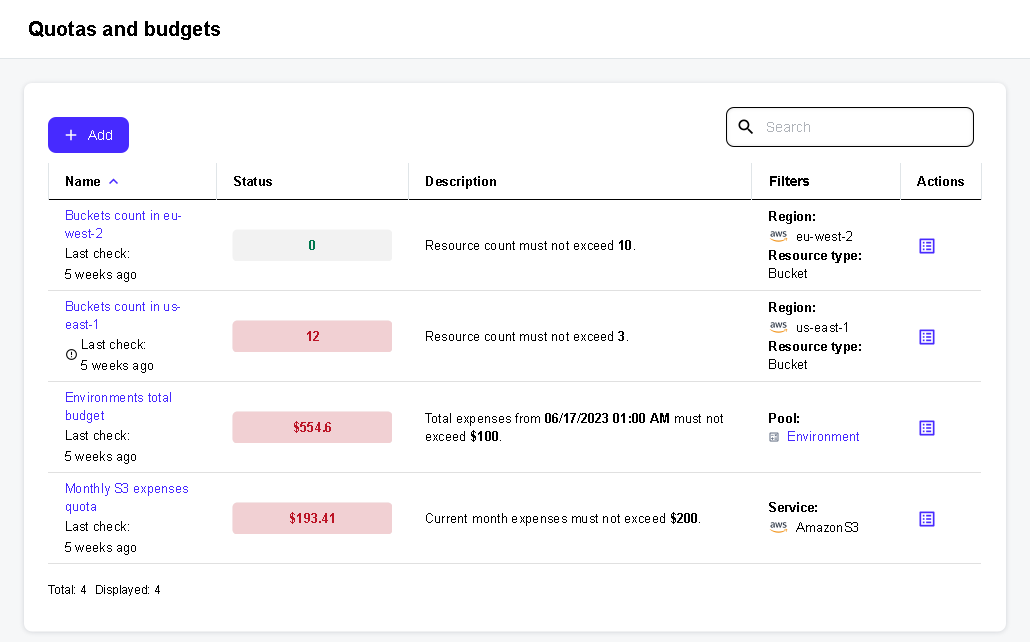 Quotas and budgets
+ Add
Search
Name Status Description Filters Actions
Buckets count in eu-
west-2
Last check:
5 weeks ago
0
Resource count must not exceed 10.
Region:
aws eu-west-2
Resource type:
Bucket
Buckets count in us-
east-1
Last check:
5 weeks ago
12
Resource count must not exceed 3.
Region:
aws us-east-1
Resource type:
Bucket
Environments total
budget
Last check:
5 weeks ago
$554.6
Total expenses from 06/17/2023 01:00 AM must not
exceed $100.
Pool:
Environment
Monthly S3 expenses
quota
Last check:
5 weeks ago
$193.41
Current month expenses must not exceed $200.
Service:
aws AmazonS3
Total: 4 Displayed: 4